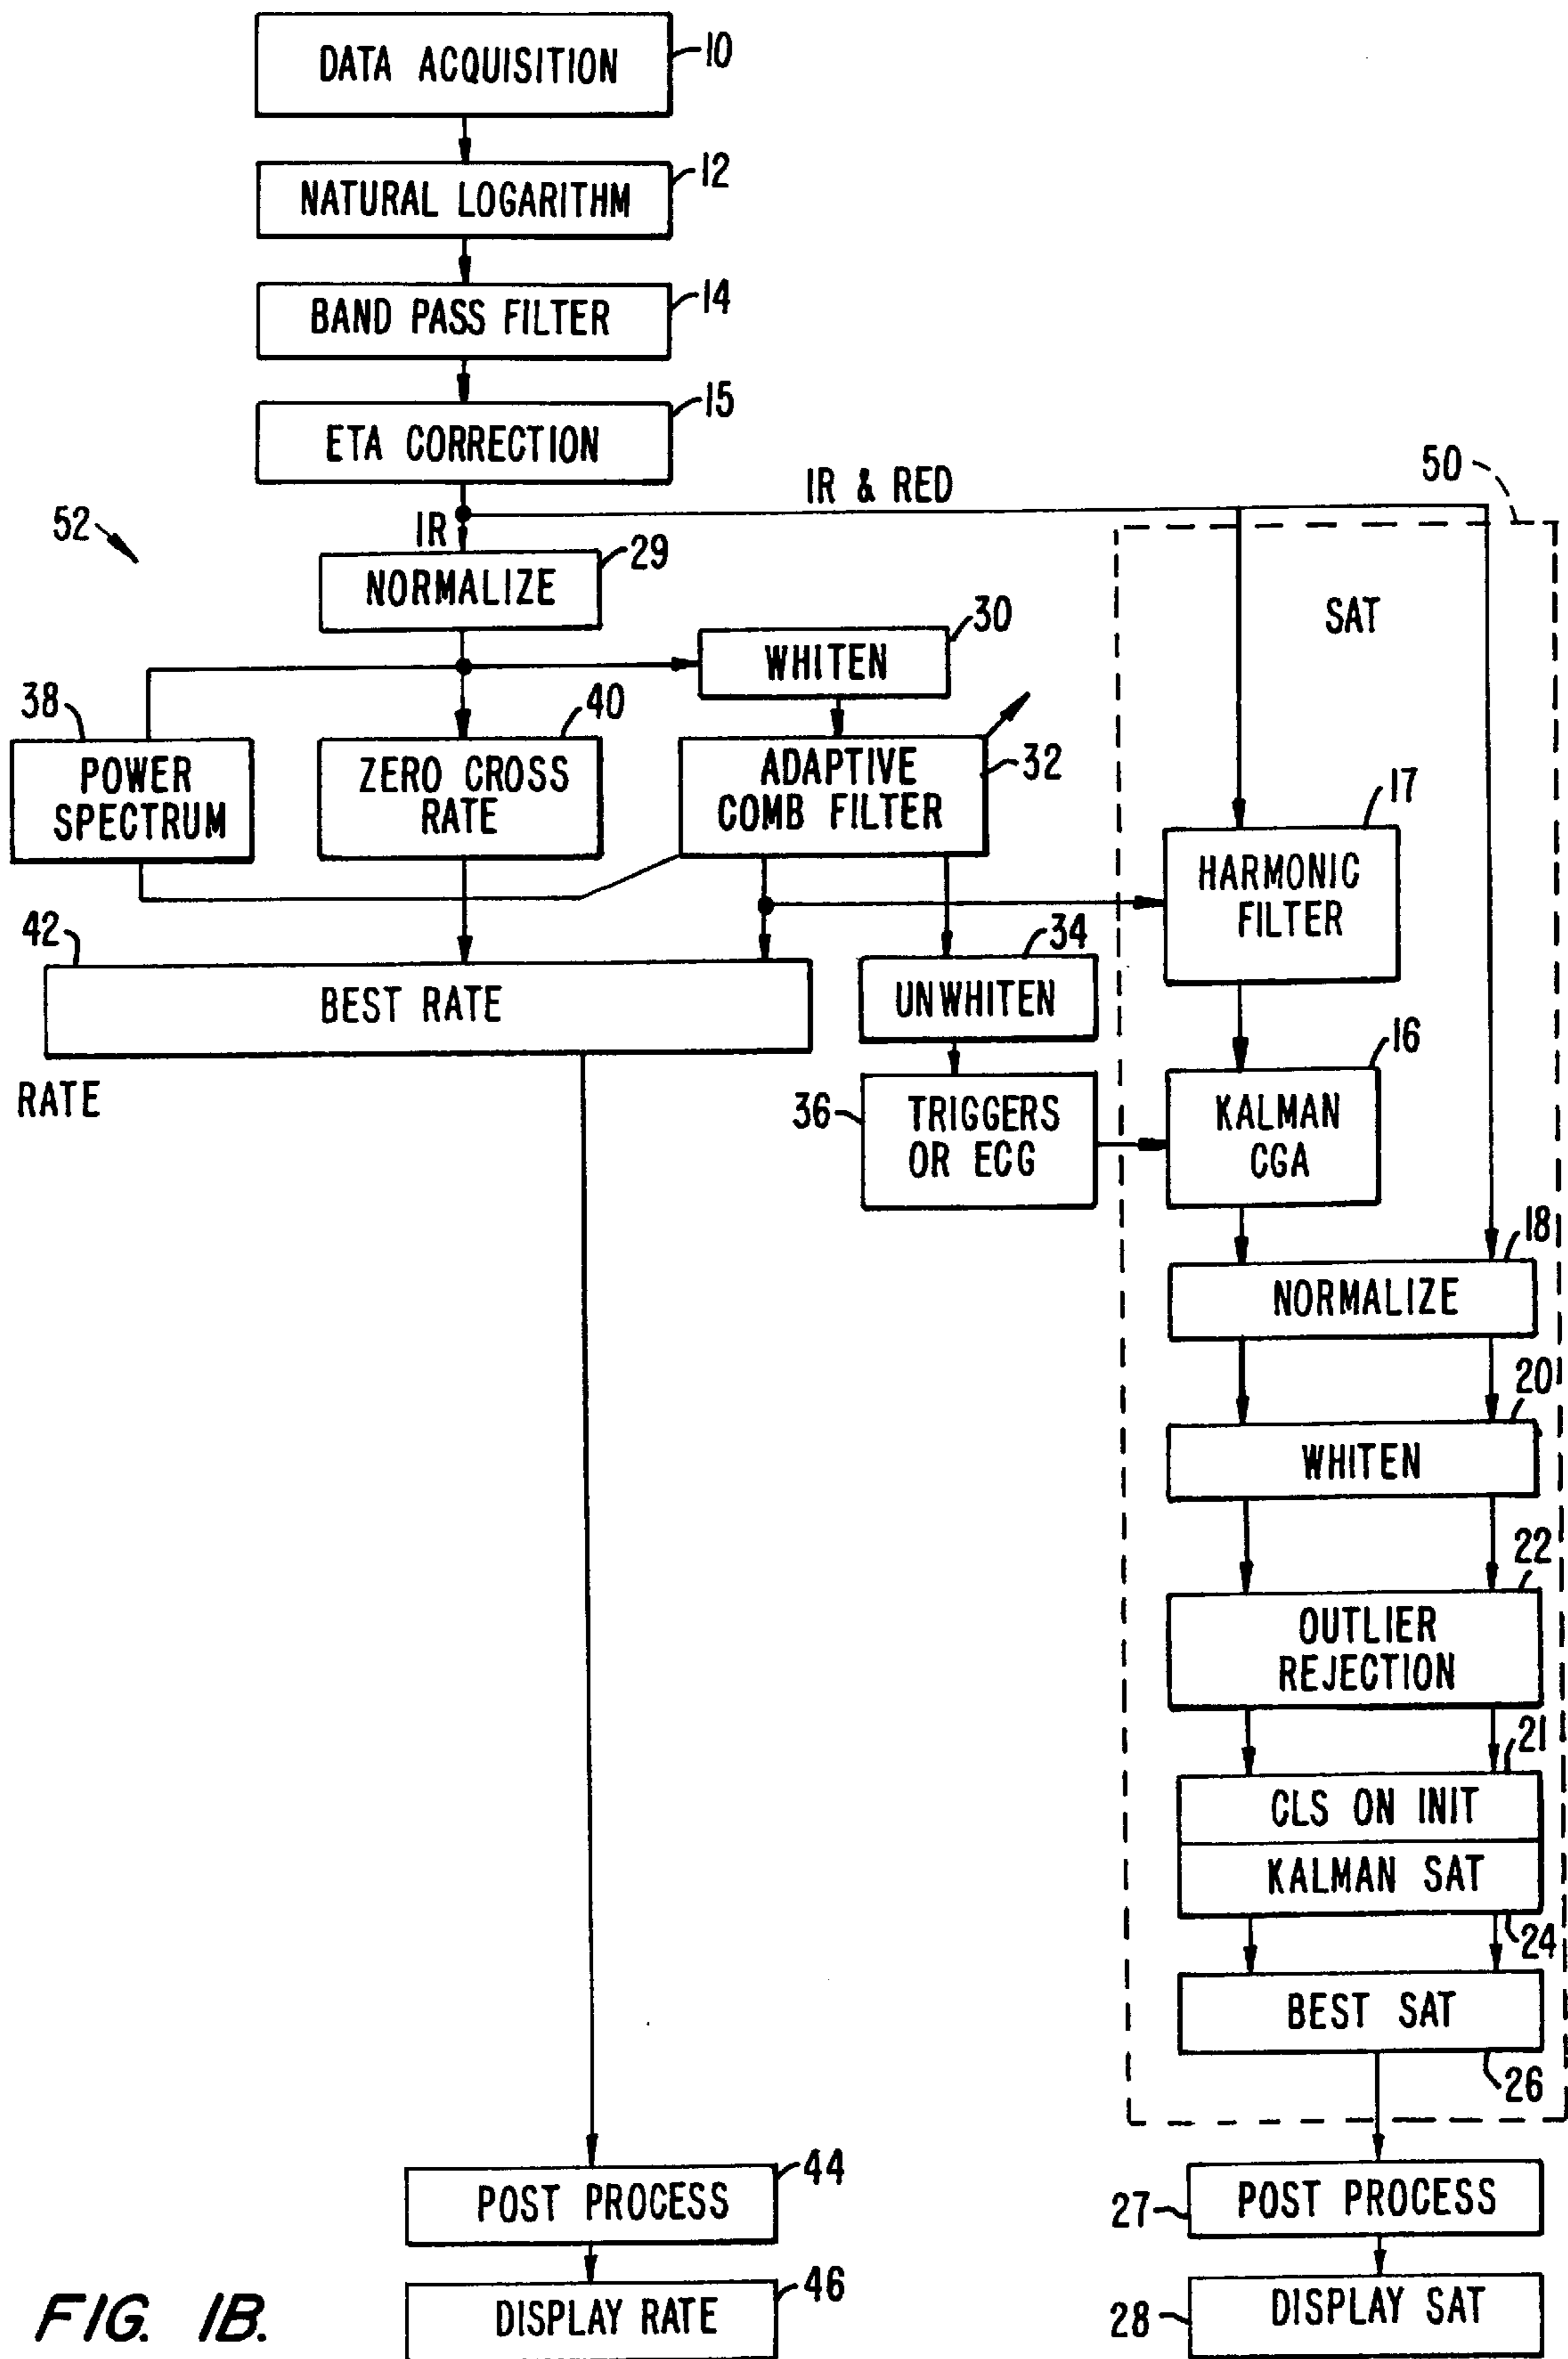 DATA ACQUISITION
10
NATURAL LOGARITHM
12
BAND PASS FILTER
14
ETA CORRECTION
15
IR & RED
50
52
IR
NORMALIZE
29
SAT
WHITEN
30
38
POWER
SPECTRUM
40
ZERO CROSS
RATE
ADAPTIVE
COMB FILTER
32
17
HARMONIC
FILTER
42
BEST RATE
34
UNWHITEN
16
KALMAN
CGA
RATE
36
TRIGGERS
OR ECG
18
NORMALIZE
20
WHITEN
22
OUTLIER
REJECTION
21
CLS ON INIT
KALMAN SAT
24
BEST SAT
26
POST PROCESS
44
27
POST PROCESS
DISPLAY RATE
46
28
DISPLAY SAT
FIG. 1B.